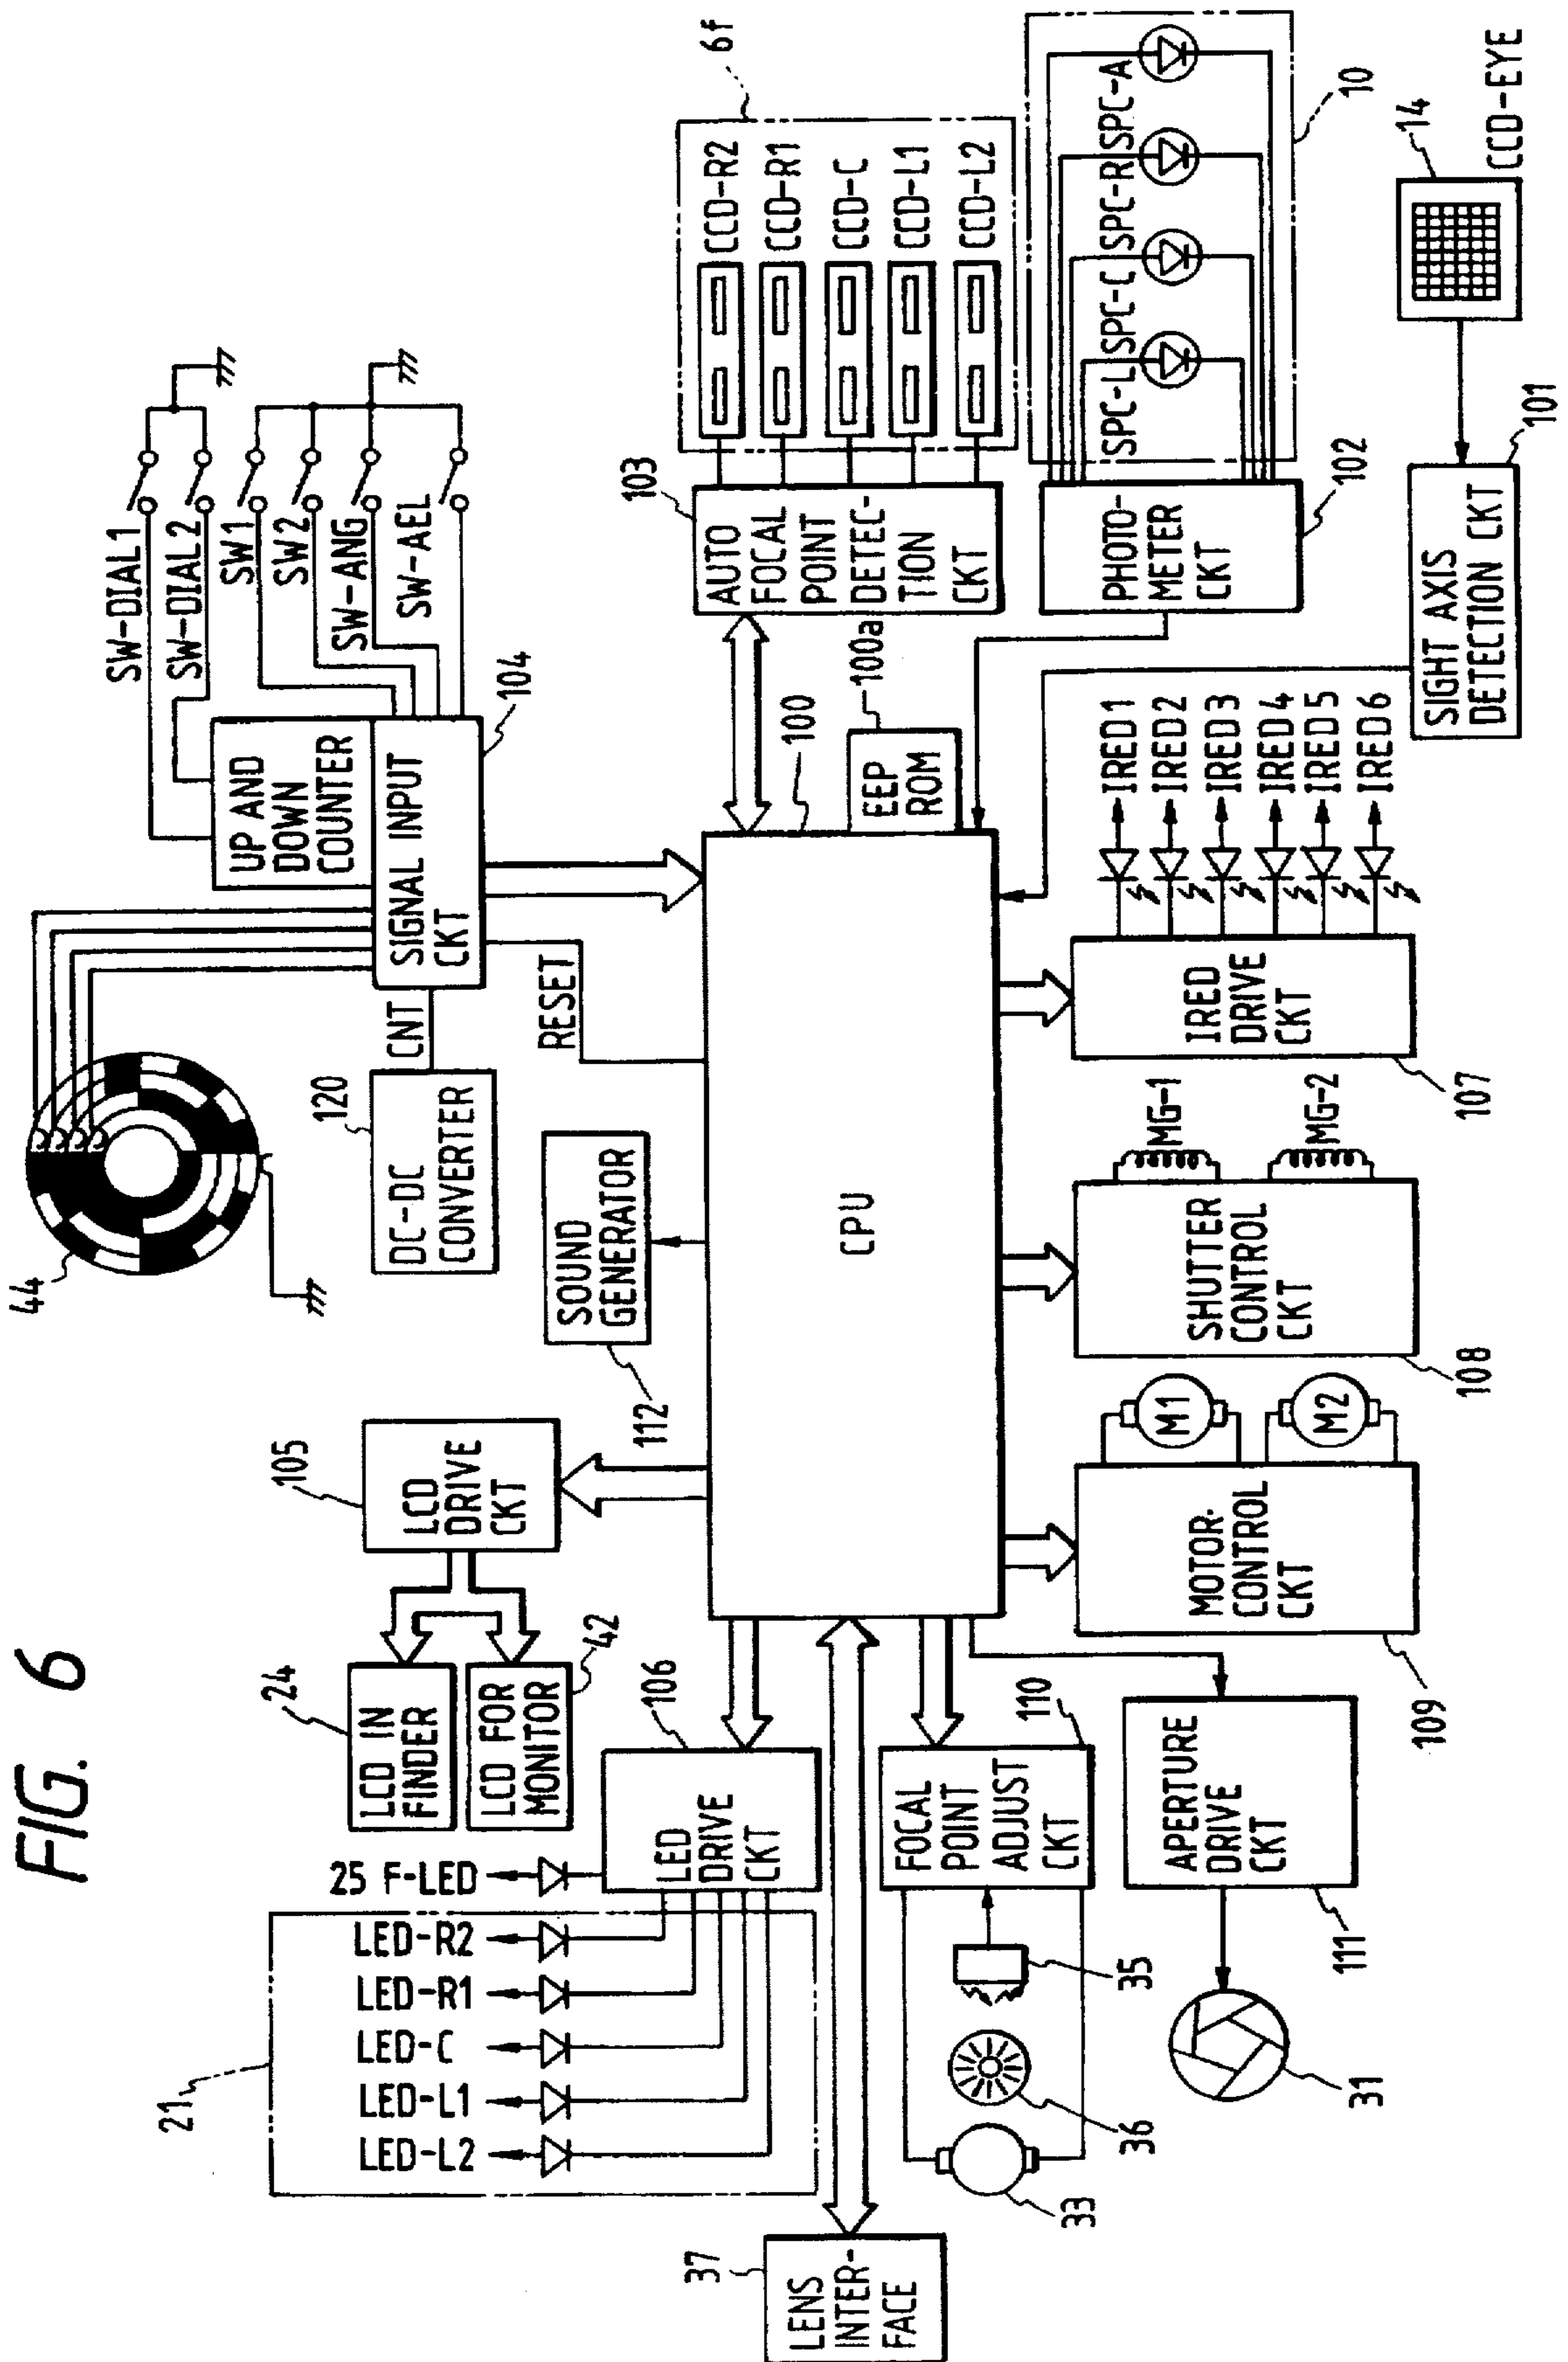 FIG. 6
44
SW-DIAL1
SW-DIAL2
SW1
SW2
SW-ANG
SW-AEL
UP AND
DOWN
COUNTER
SIGNAL INPUT
CKT
104
CNT
120
DC-DC
CONVERTER
RESET
SOUND
GENERATOR
112
105
LCD
DRIVE
CKT
24
LCD IN
FINDER
LCD FOR
MONITOR
42
106
LED
DRIVE
CKT
25 F-LED
LED-R2
LED-R1
LED-C
LED-L1
LED-L2
21
37
LENS
INTER-
FACE
CPU
100
100a
EEP
ROM
103
AUTO
FOCAL
POINT
DETEC-
TION
CKT
6f
CCD-R2
CCD-R1
CCD-C
CCD-L1
CCD-L2
PHOTO-
METER
CKT
102
SPC-L
SPC-C
SPC-R
SPC-A
10
14
CCD-EYE
101
SIGHT AXIS
DETECTION CKT
IRED1
IRED2
IRED3
IRED4
IRED5
IRED6
IRED
DRIVE
CKT
107
MG-1
MG-2
SHUTTER
CONTROL
CKT
108
M1
M2
MOTOR-
CONTROL
CKT
109
FOCAL
POINT
ADJUST
CKT
110
35
36
33
APERTURE
DRIVE
CKT
111
31